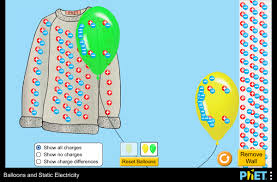 Show all charges
Show no charges
Show charge differences
Reset Balloons
Remove
Wall
Balloons and Static Electricity
PhET